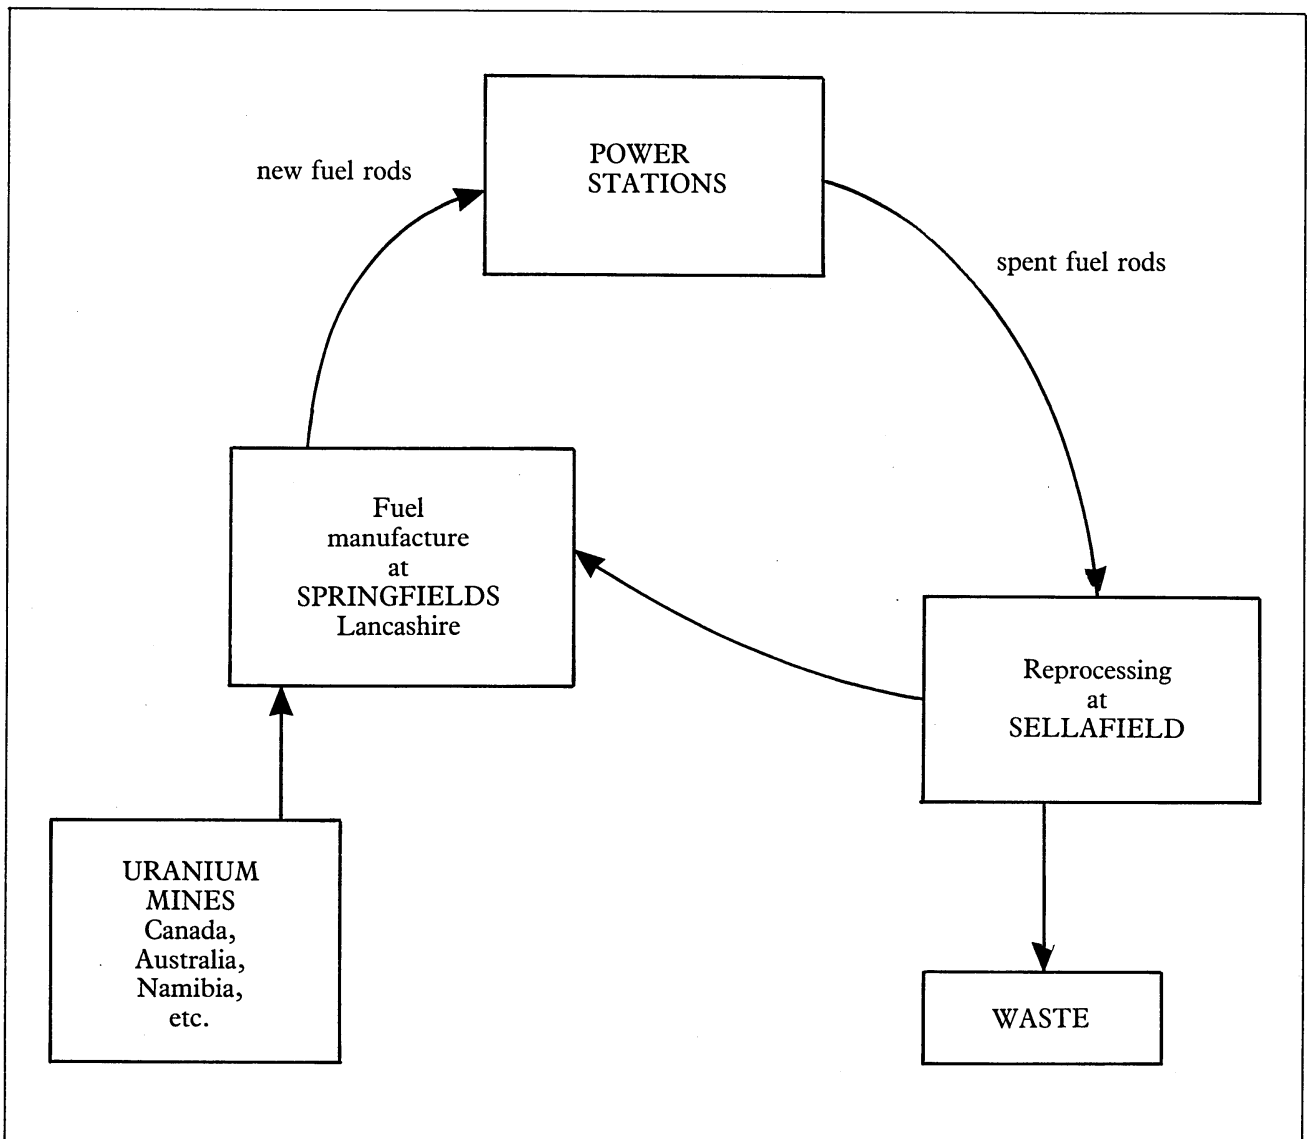 POWER
STATIONS
new fuel rods
spent fuel rods
Fuel
manufacture
at
SPRINGFIELDS
Lancashire
Reprocessing
at
SELLAFIELD
URANIUM
MINES
Canada,
Australia,
Namibia,
etc.
WASTE